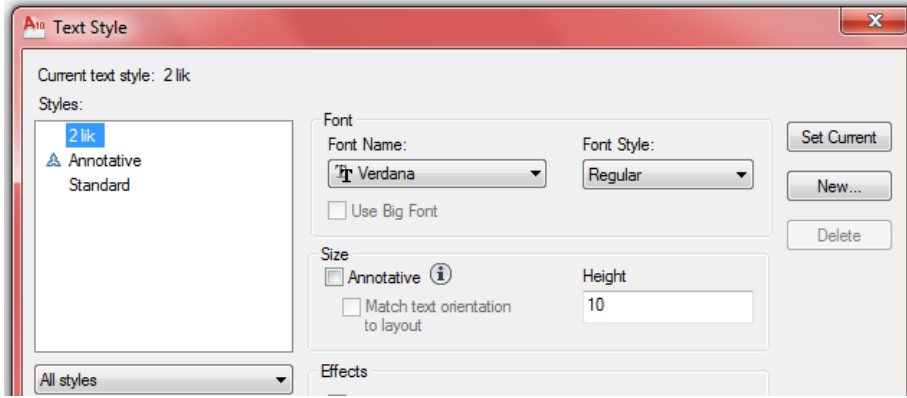 A10 Text Style
Current text style: 2 lik
Styles:
2 lik
Annotative
Standard
All styles
Font
Font Name:
Font Style:
Verdana
Regular
Use Big Font
Size
Annotative
Height
Match text orientation
to layout
10
Effects
Set Current
New...
Delete